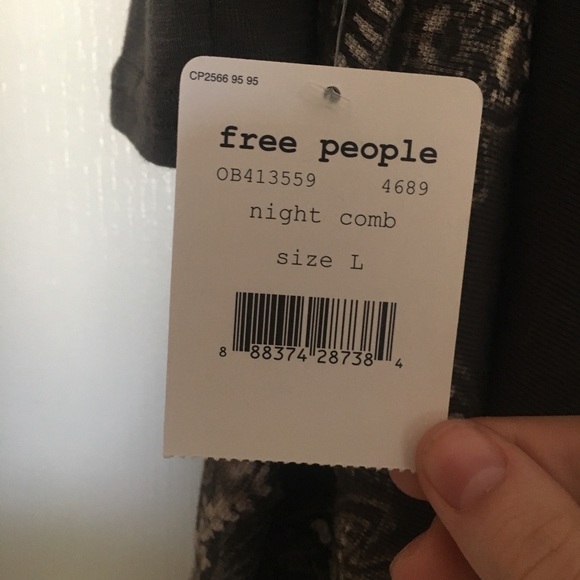 CP2566 95 95
free people
OB413559 4689
night comb
size L
8 88374 28738 4